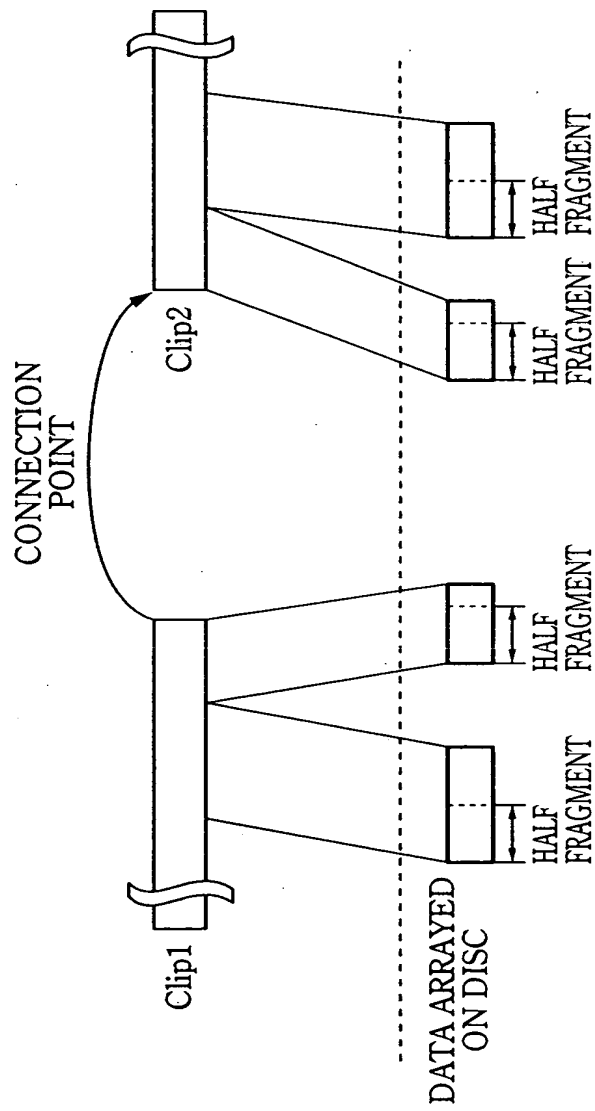 CONNECTION
POINT
Clip1
Clip2
DATA ARRAYED
ON DISC
HALF
FRAGMENT
HALF
FRAGMENT
HALF
FRAGMENT
HALF
FRAGMENT